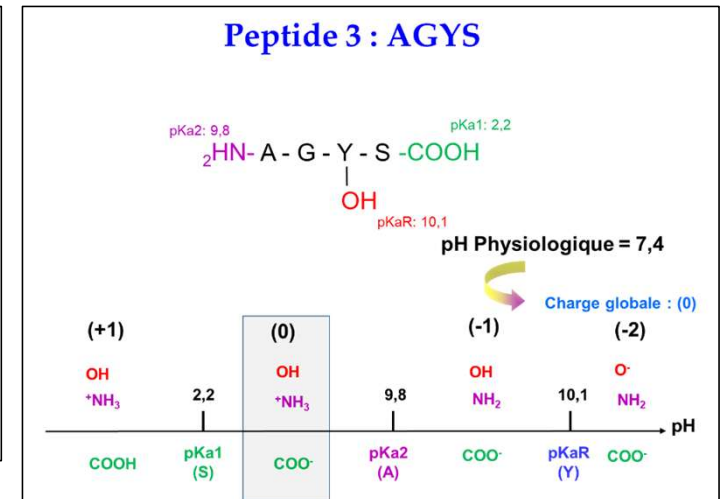 Peptide 3 : AGYS
pKa2: 9,8
pKa1: 2,2
₂HN- A - G - Y - S -COOH
OH
pKaR: 10,1
pH Physiologique = 7,4
Charge globale : (0)
(+1) (0) (-1) (-2)
OH OH OH O⁻
⁺NH₃ 2,2 ⁺NH₃ 9,8 NH₂ 10,1 NH₂
pH
COOH pKa1 COO⁻ pKa2 COO⁻ pKaR COO⁻
(S) (A) (Y)